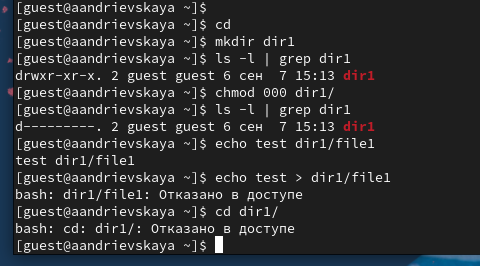 [guest@aandrievskaya ~]$
[guest@aandrievskaya ~]$ cd
[guest@aandrievskaya ~]$ mkdir dir1
[guest@aandrievskaya ~]$ ls -l | grep dir1
drwxr-xr-x. 2 guest guest 6 сен  7 15:13 dir1
[guest@aandrievskaya ~]$ chmod 000 dir1/
[guest@aandrievskaya ~]$ ls -l | grep dir1
d---------. 2 guest guest 6 сен  7 15:13 dir1
[guest@aandrievskaya ~]$ echo test dir1/file1
test dir1/file1
[guest@aandrievskaya ~]$ echo test > dir1/file1
bash: dir1/file1: Отказано в доступе
[guest@aandrievskaya ~]$ cd dir1/
bash: cd: dir1/: Отказано в доступе
[guest@aandrievskaya ~]$